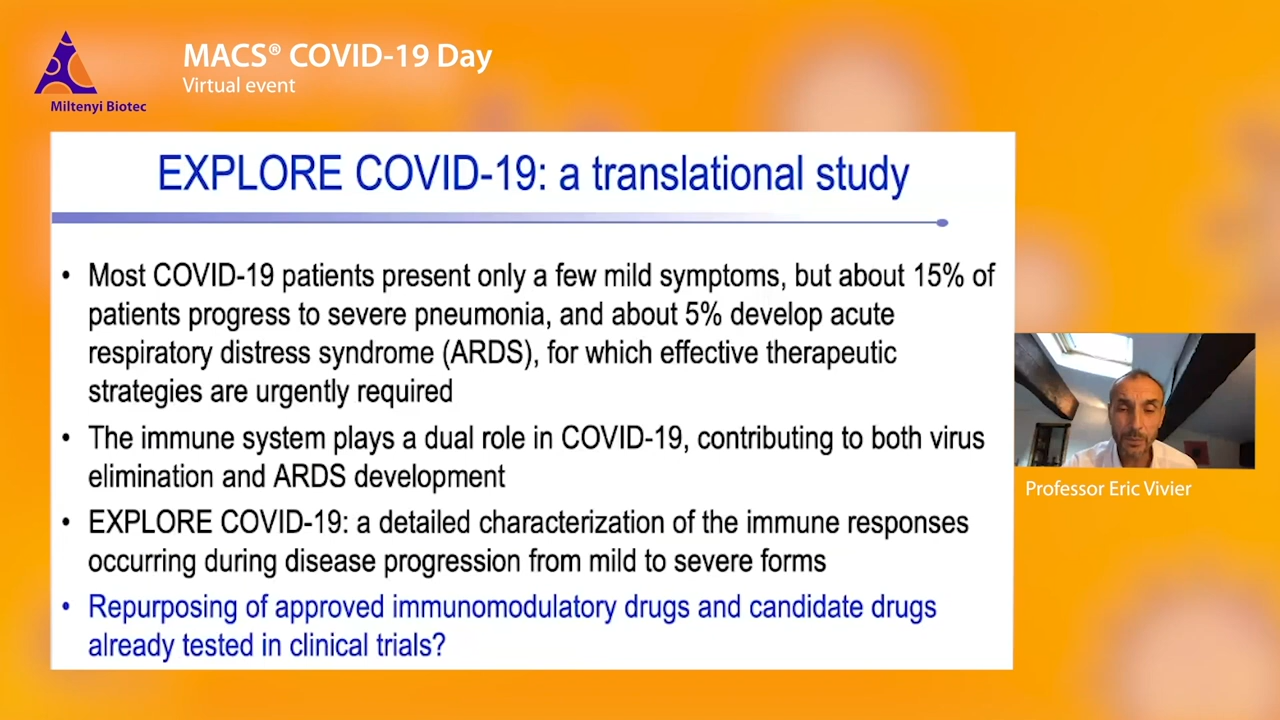 MACS® COVID-19 Day
Virtual event
Miltenyi Biotec
EXPLORE COVID-19: a translational study
• Most COVID-19 patients present only a few mild symptoms, but about 15% of
patients progress to severe pneumonia, and about 5% develop acute
respiratory distress syndrome (ARDS), for which effective therapeutic
strategies are urgently required
• The immune system plays a dual role in COVID-19, contributing to both virus
elimination and ARDS development
• EXPLORE COVID-19: a detailed characterization of the immune responses
occurring during disease progression from mild to severe forms
• Repurposing of approved immunomodulatory drugs and candidate drugs
already tested in clinical trials?
Professor Eric Vivier